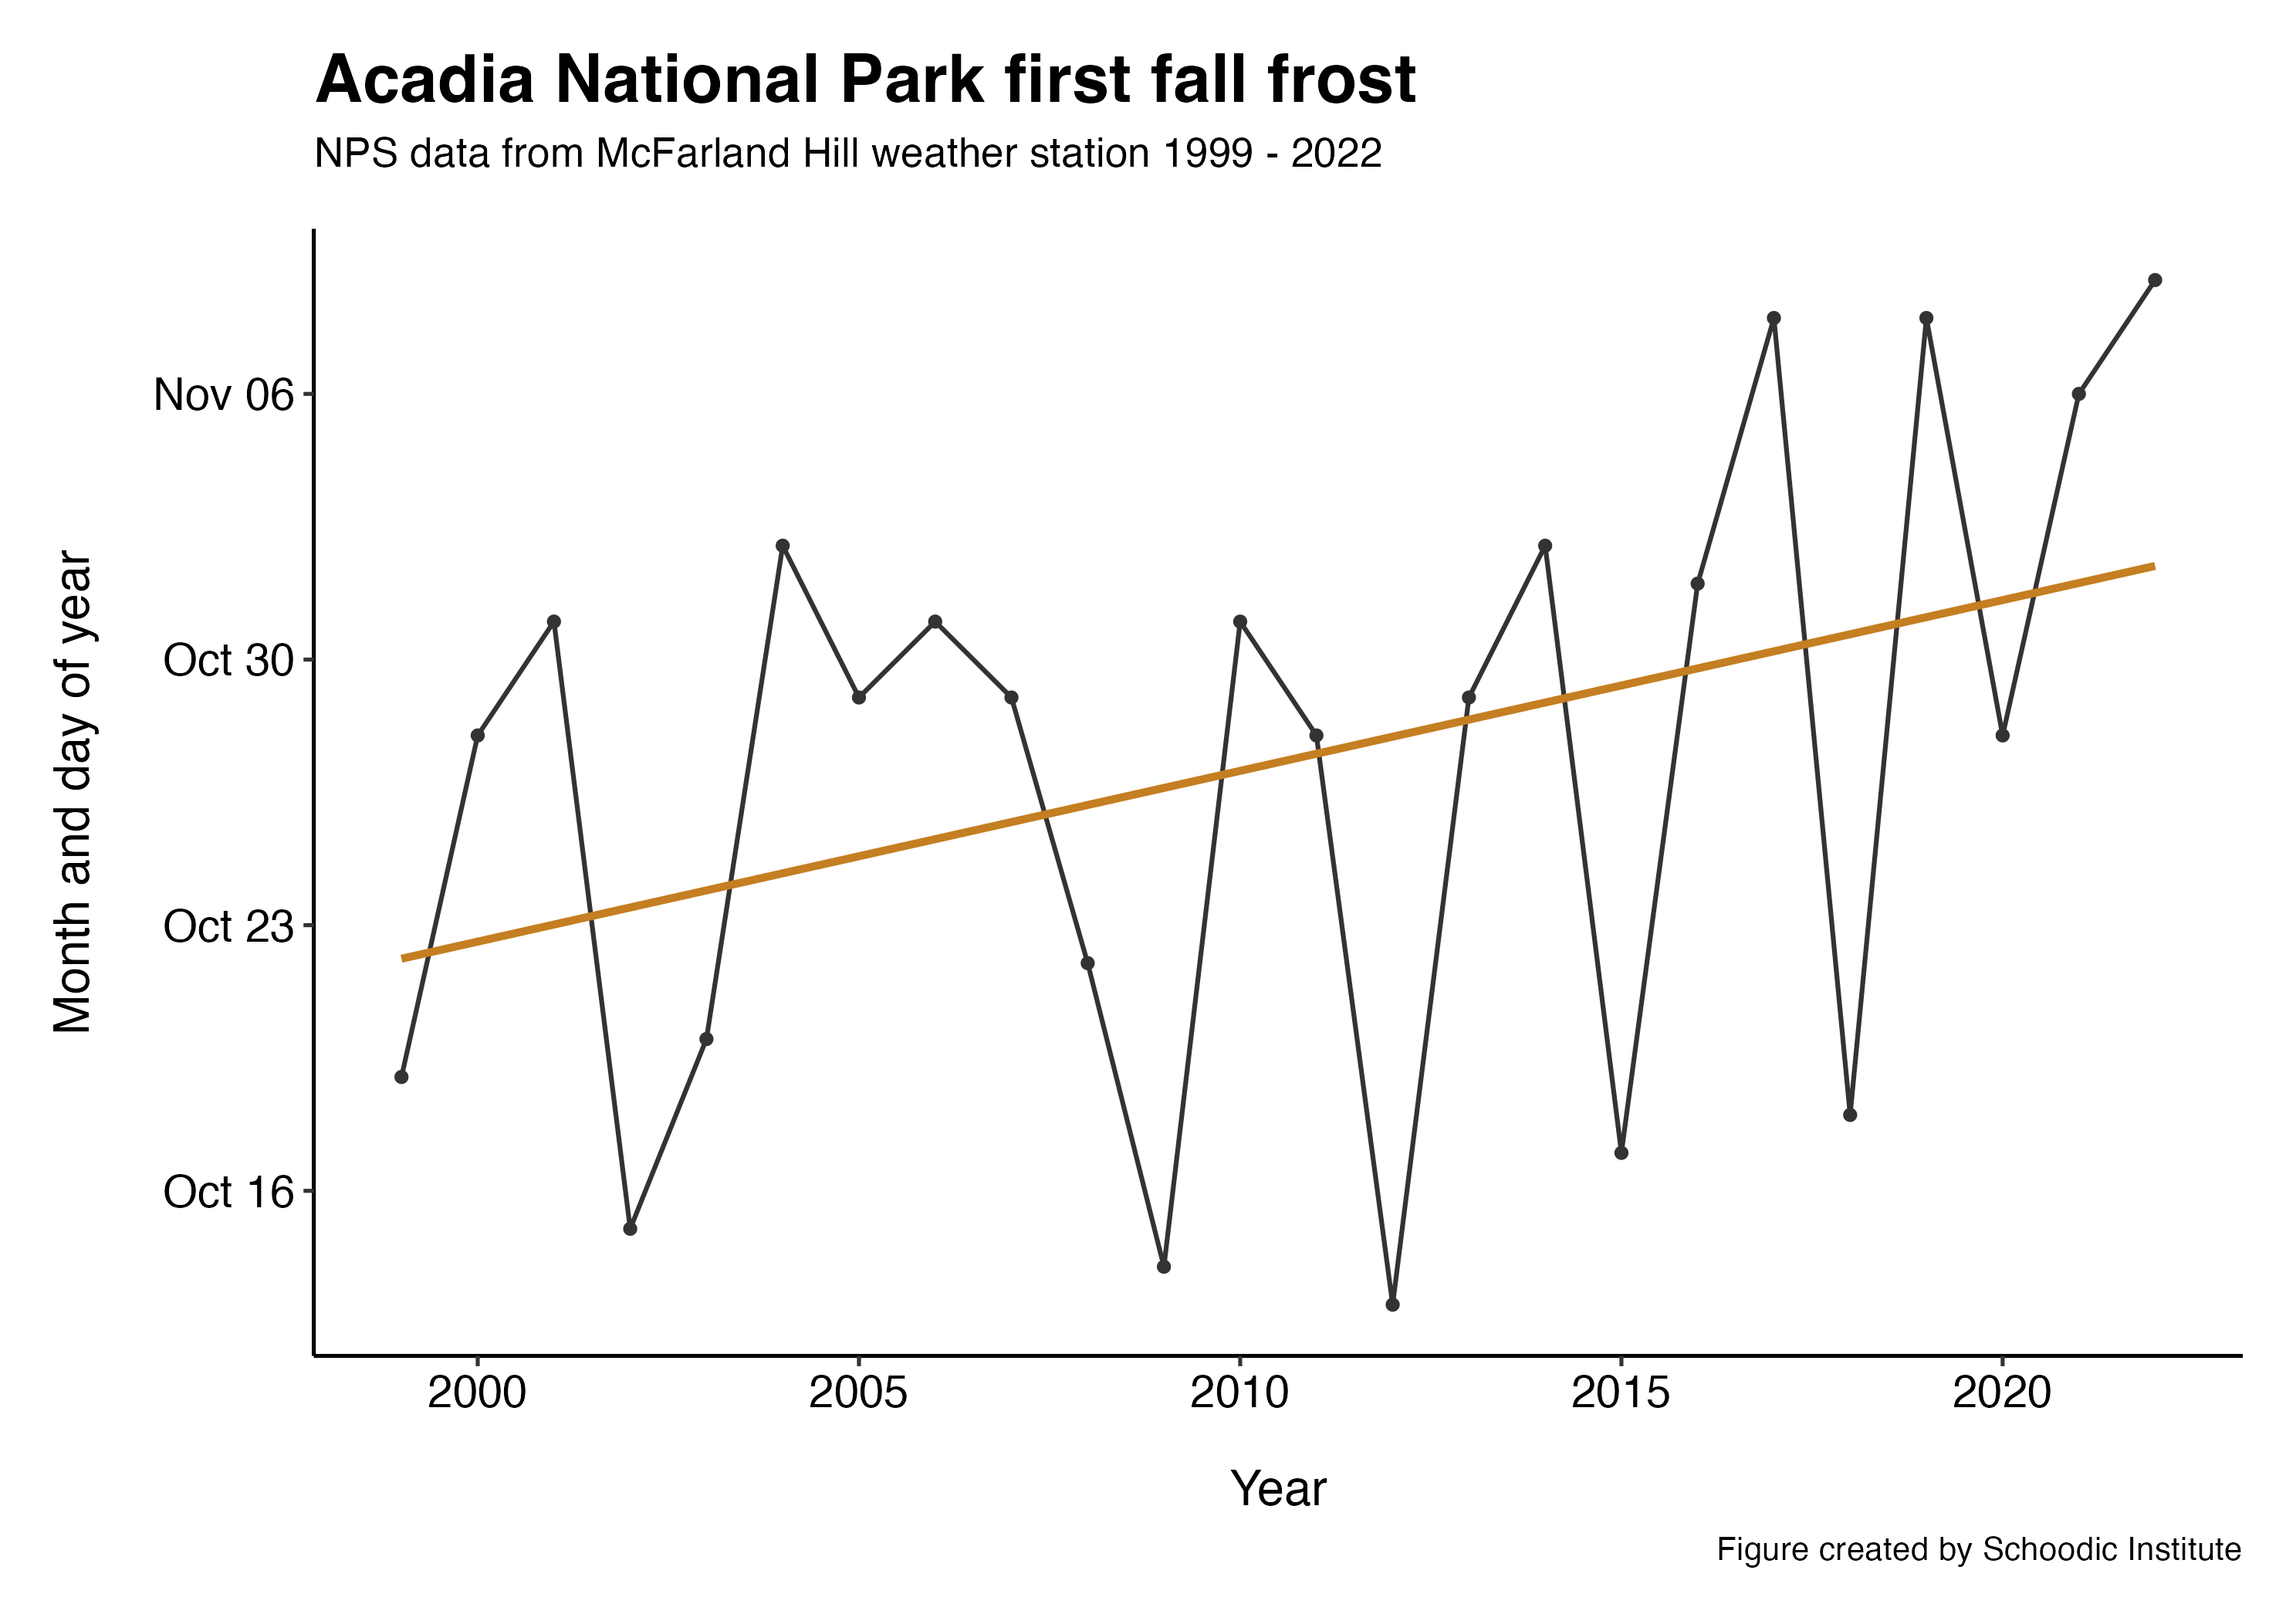 Acadia National Park first fall frost
NPS data from McFarland Hill weather station 1999 - 2022
Month and day of year
Nov 06
Oct 30
Oct 23
Oct 16
2000 2005 2010 2015 2020
Year
Figure created by Schoodic Institute